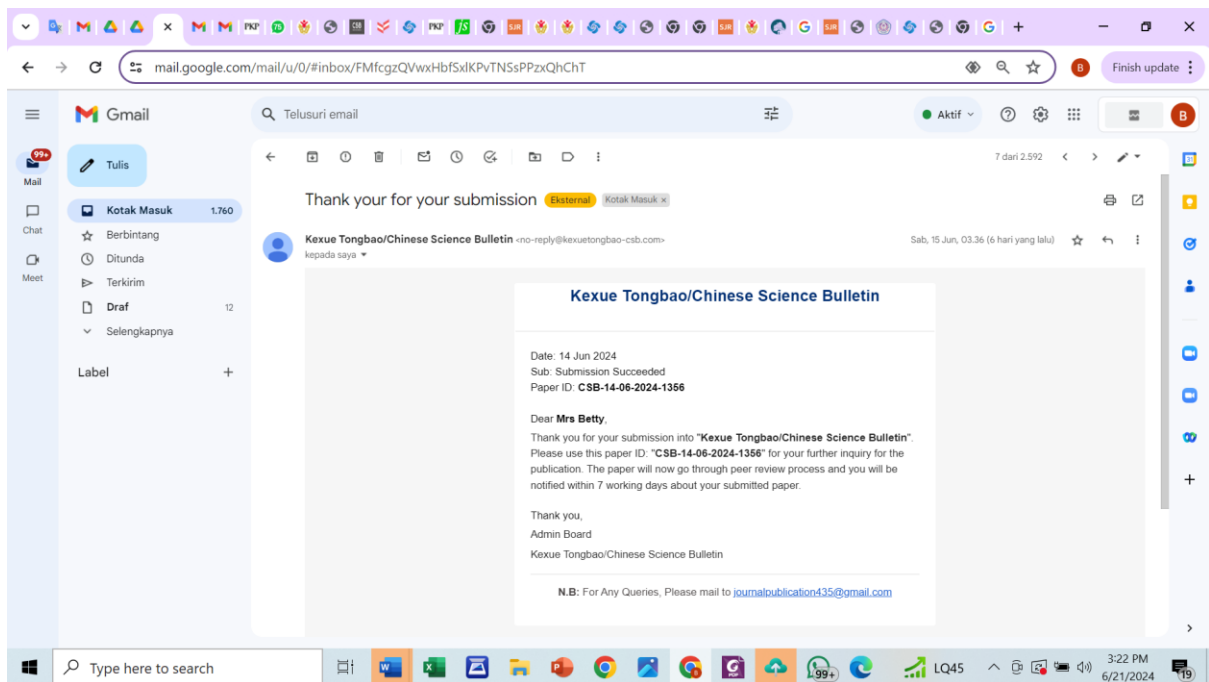 mail.google.com/mail/u/0/#inbox/FMfcgzQVwxHbfSxlKPvTNSsPPzxQhChT
B
Finish update
Gmail
Telusuri email
Aktif
B
99+
Mail
Chat
Meet
Tulis
Kotak Masuk 1.760
Berbintang
Ditunda
Terkirim
Draf 12
Selengkapnya
Label
7 dari 2.592
Thank your for your submission Eksternal Kotak Masuk ×
Kexue Tongbao/Chinese Science Bulletin <no-reply@kexuetongbao-csb.com>
Sab, 15 Jun, 03.36 (6 hari yang lalu)
kepada saya
Kexue Tongbao/Chinese Science Bulletin
Date: 14 Jun 2024
Sub: Submission Succeeded
Paper ID: CSB-14-06-2024-1356
Dear Mrs Betty,
Thank you for your submission into "Kexue Tongbao/Chinese Science Bulletin".
Please use this paper ID: "CSB-14-06-2024-1356" for your further inquiry for the
publication. The paper will now go through peer review process and you will be
notified within 7 working days about your submitted paper.
Thank you,
Admin Board
Kexue Tongbao/Chinese Science Bulletin
N.B: For Any Queries, Please mail to journalpublication435@gmail.com
Type here to search
99+
LQ45
3:22 PM
6/21/2024
19